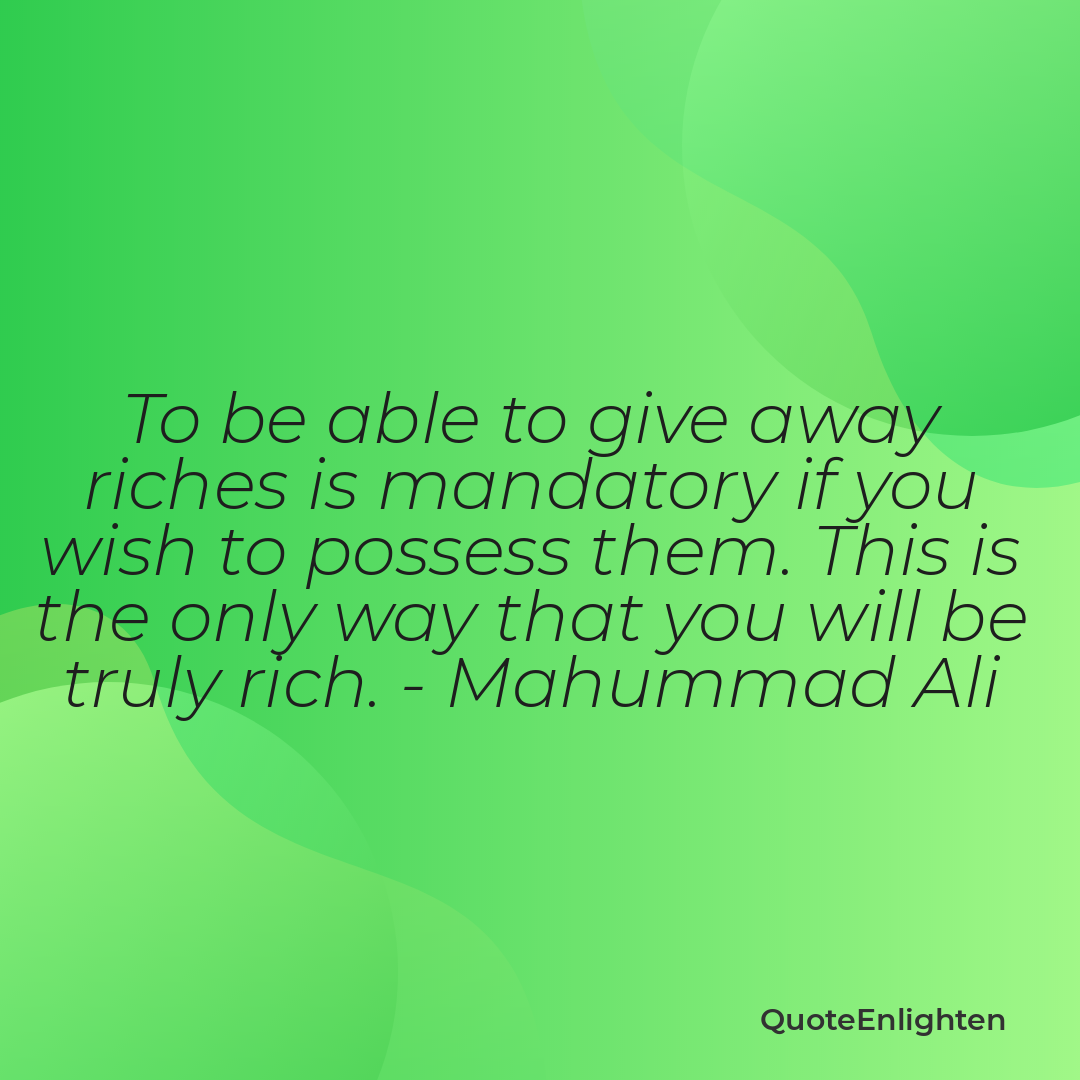 To be able to give away
riches is mandatory if you
wish to possess them. This is
the only way that you will be
truly rich. - Mahummad Ali
QuoteEnlighten